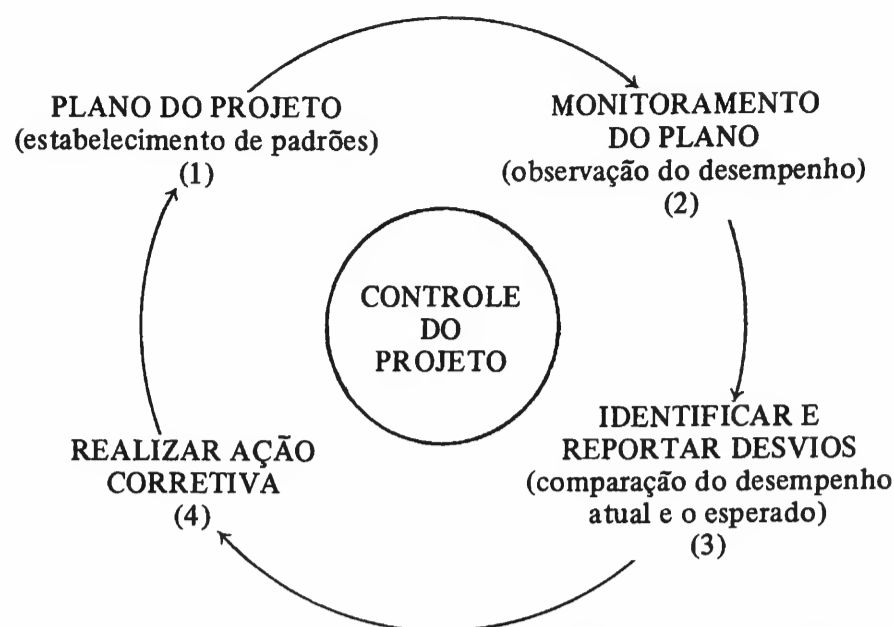 PLANO DO PROJETO
(estabelecimento de padrões)
(1)
MONITORAMENTO
DO PLANO
(observação do desempenho)
(2)
CONTROLE
DO
PROJETO
IDENTIFICAR E
REPORTAR DESVIOS
(comparação do desempenho
atual e o esperado)
(3)
REALIZAR AÇÃO
CORRETIVA
(4)